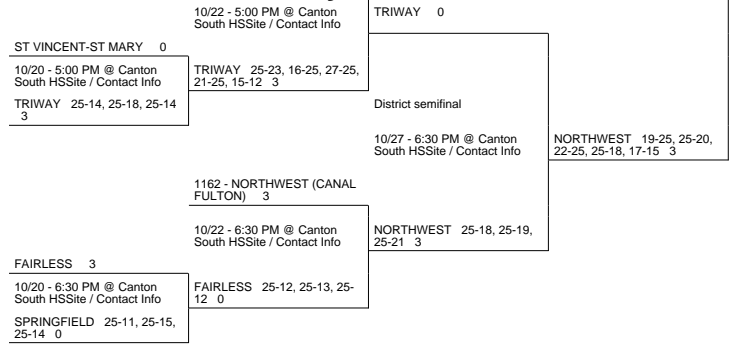 10/22 - 5:00 PM @ Canton
South HSSite / Contact Info
TRIWAY 0
ST VINCENT-ST MARY 0
10/20 - 5:00 PM @ Canton
South HSSite / Contact Info
TRIWAY 25-23, 16-25, 27-25,
21-25, 15-12 3
TRIWAY 25-14, 25-18, 25-14
3
District semifinal
10/27 - 6:30 PM @ Canton
South HSSite / Contact Info
NORTHWEST 19-25, 25-20,
22-25, 25-18, 17-15 3
1162 - NORTHWEST (CANAL
FULTON) 3
10/22 - 6:30 PM @ Canton
South HSSite / Contact Info
NORTHWEST 25-18, 25-19,
25-21 3
FAIRLESS 3
10/20 - 6:30 PM @ Canton
South HSSite / Contact Info
FAIRLESS 25-12, 25-13, 25-
12 0
SPRINGFIELD 25-11, 25-15,
25-14 0